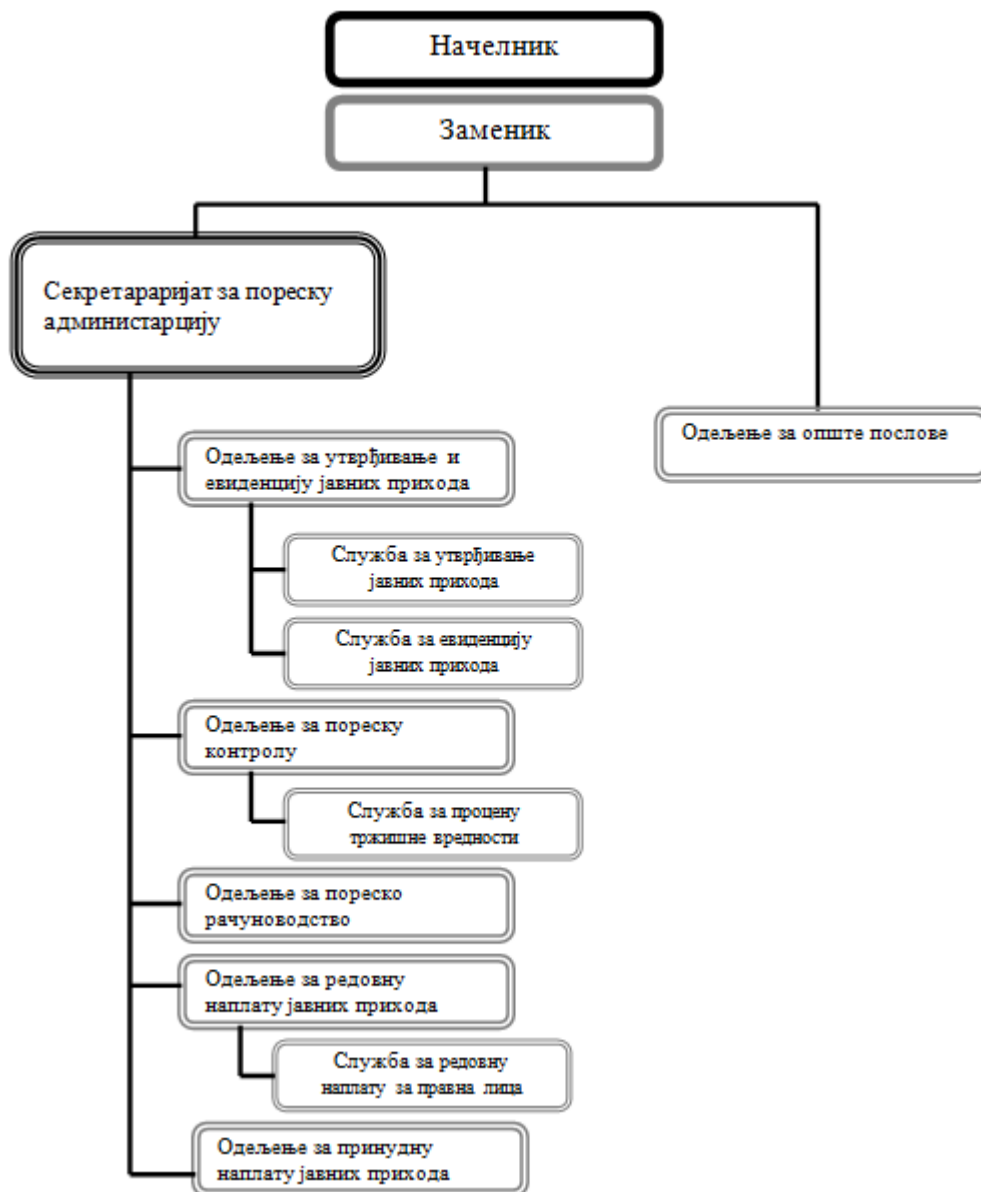 Начелник
Заменик
Секретараријат за пореску
администарцију
Одељење за опште послове
Одељење за утврђивање и
евиденцију јавних прихода
Служба за утврђивање
јавних прихода
Служба за евиденцију
јавних прихода
Одељење за пореску
контролу
Служба за процену
тржишне вредности
Одељење за пореско
рачуноводство
Одељење за редовну
наплату јавних прихода
Служба за редовну
наплату за правна лица
Одељење за принудну
наплату јавних прихода